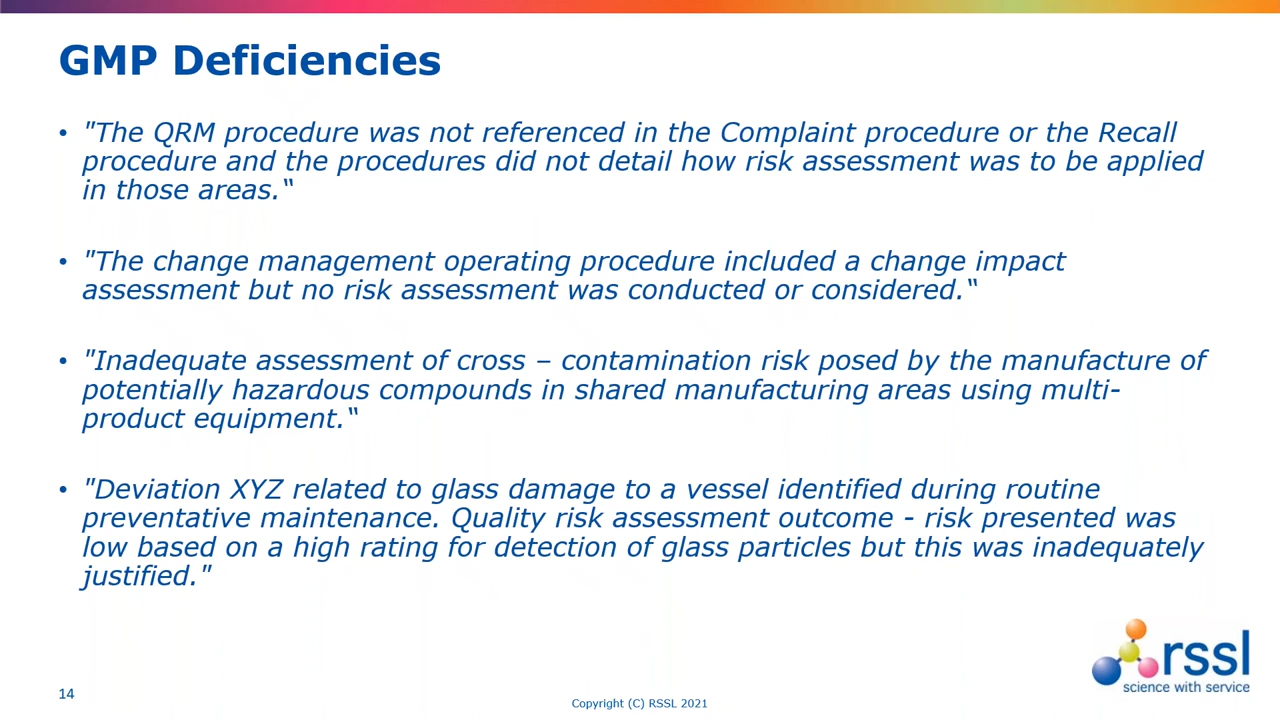 GMP Deficiencies
• "The QRM procedure was not referenced in the Complaint procedure or the Recall
procedure and the procedures did not detail how risk assessment was to be applied
in those areas.“
• "The change management operating procedure included a change impact
assessment but no risk assessment was conducted or considered.“
• "Inadequate assessment of cross – contamination risk posed by the manufacture of
potentially hazardous compounds in shared manufacturing areas using multi-
product equipment.“
• "Deviation XYZ related to glass damage to a vessel identified during routine
preventative maintenance. Quality risk assessment outcome - risk presented was
low based on a high rating for detection of glass particles but this was inadequately
justified."
rssl
science with service
14
Copyright (C) RSSL 2021